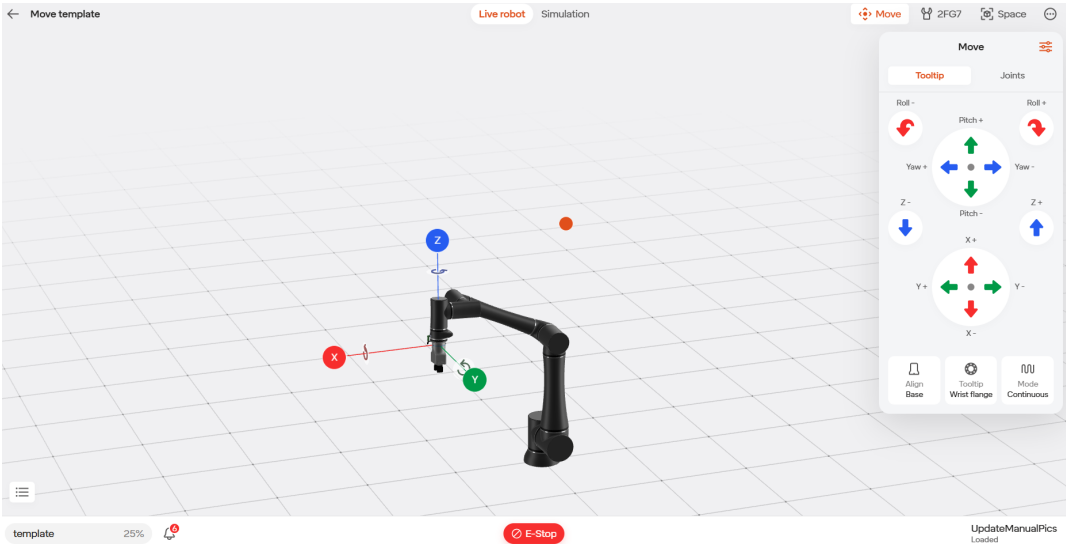 Move template
Live robot
Simulation
Move
2FG7
Space
Move
Tooltip
Joints
Roll -
Roll +
Pitch +
Yaw +
Yaw -
Z -
Pitch -
Z +
X +
Y +
Y -
X -
Align
Base
Tooltip
Wrist flange
Mode
Continuous
Z
X
Y
template
25%
6
E-Stop
UpdateManualPics
Loaded